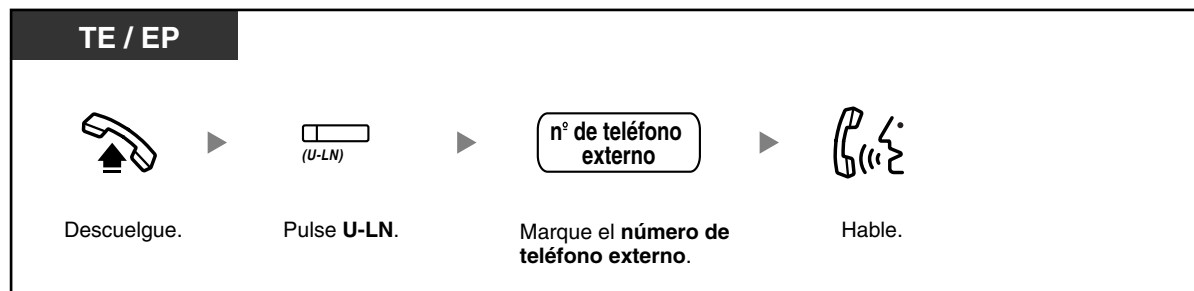 TE / EP
(U-LN)
nº de teléfono
externo
Descuelgue.
Pulse U-LN.
Marque el número de
teléfono externo.
Hable.